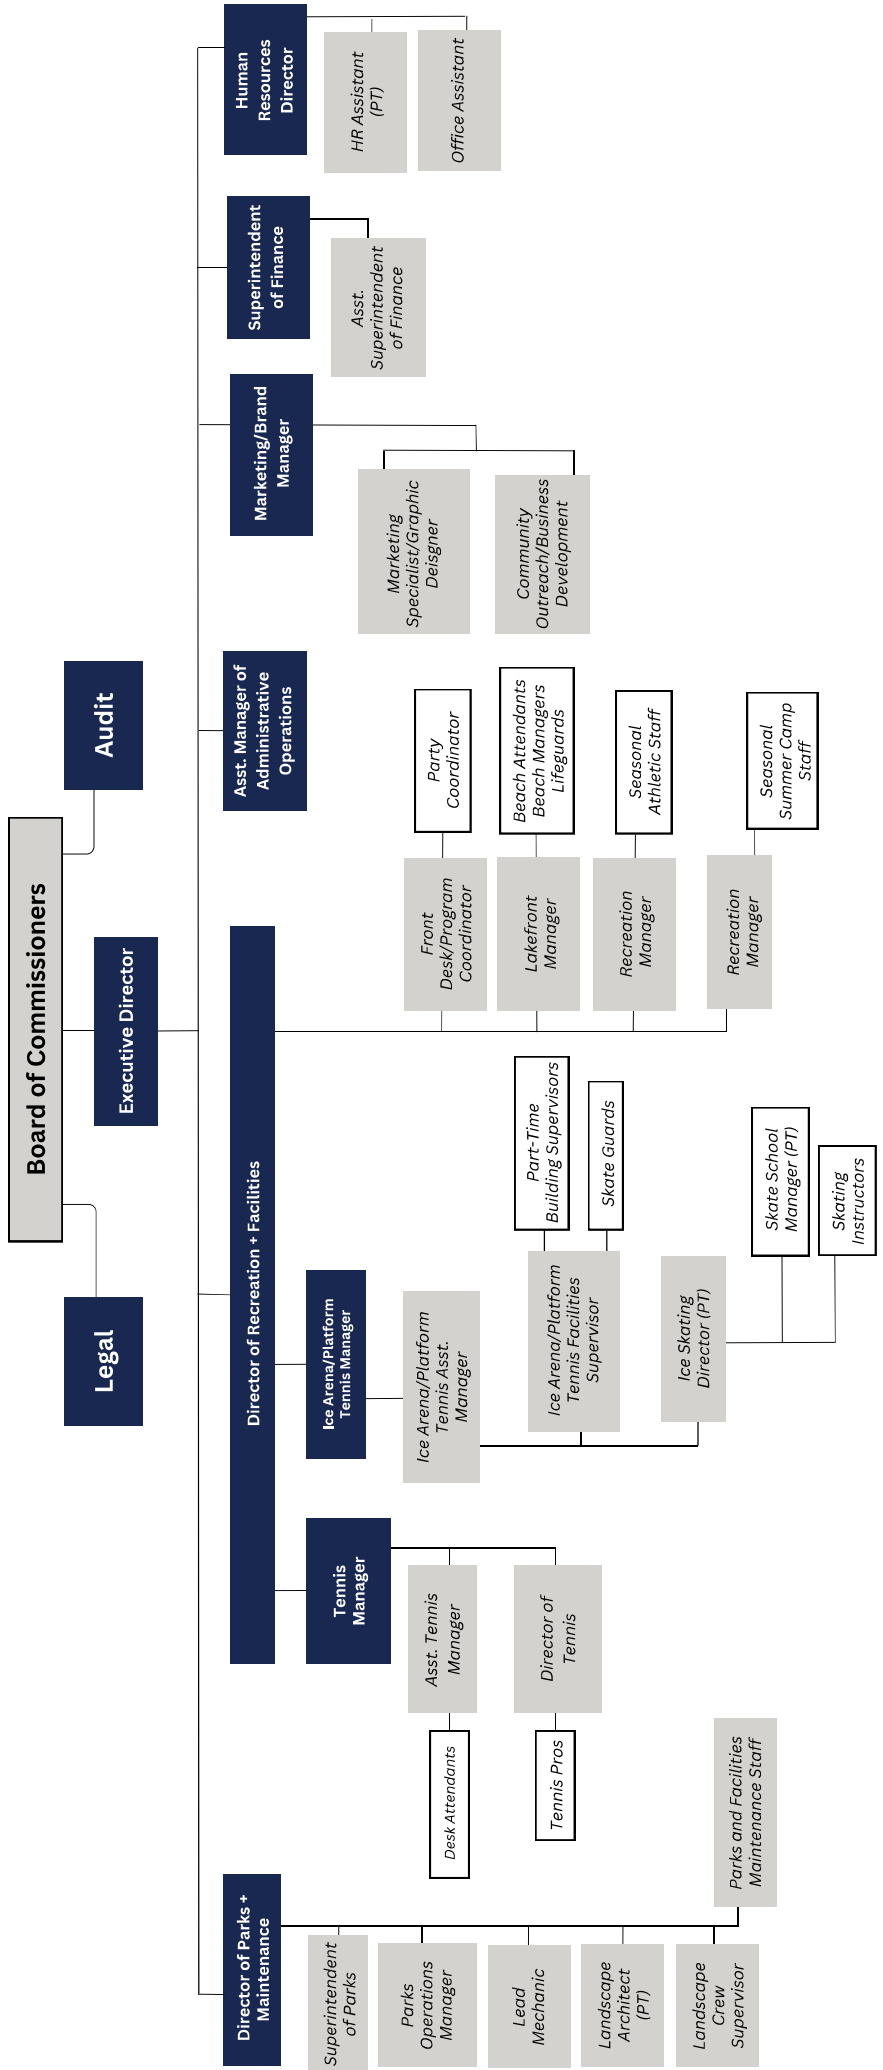 Board of Commissioners
Legal
Executive Director
Audit
Director of Parks +
Maintenance
Superintendent
of Parks
Parks
Operations
Manager
Lead
Mechanic
Landscape
Architect
(PT)
Landscape
Crew
Supervisor
Parks and Facilities
Maintenance Staff
Director of Recreation + Facilities
Tennis
Manager
Asst. Tennis
Manager
Desk Attendants
Director of
Tennis
Tennis Pros
Ice Arena/Platform
Tennis Manager
Ice Arena/Platform
Tennis Asst.
Manager
Ice Arena/Platform
Tennis Facilities
Supervisor
Part-Time
Building Supervisors
Skate Guards
Ice Skating
Director (PT)
Skate School
Manager (PT)
Skating
Instructors
Front
Desk/Program
Coordinator
Party
Coordinator
Lakefront
Manager
Beach Attendants
Beach Managers
Lifeguards
Recreation
Manager
Seasonal
Athletic Staff
Recreation
Manager
Seasonal
Summer Camp
Staff
Asst. Manager of
Administrative
Operations
Marketing/Brand
Manager
Marketing
Specialist/Graphic
Deisgner
Community
Outreach/Business
Development
Superintendent
of Finance
Asst.
Superintendent
of Finance
Human
Resources
Director
HR Assistant
(PT)
Office Assistant